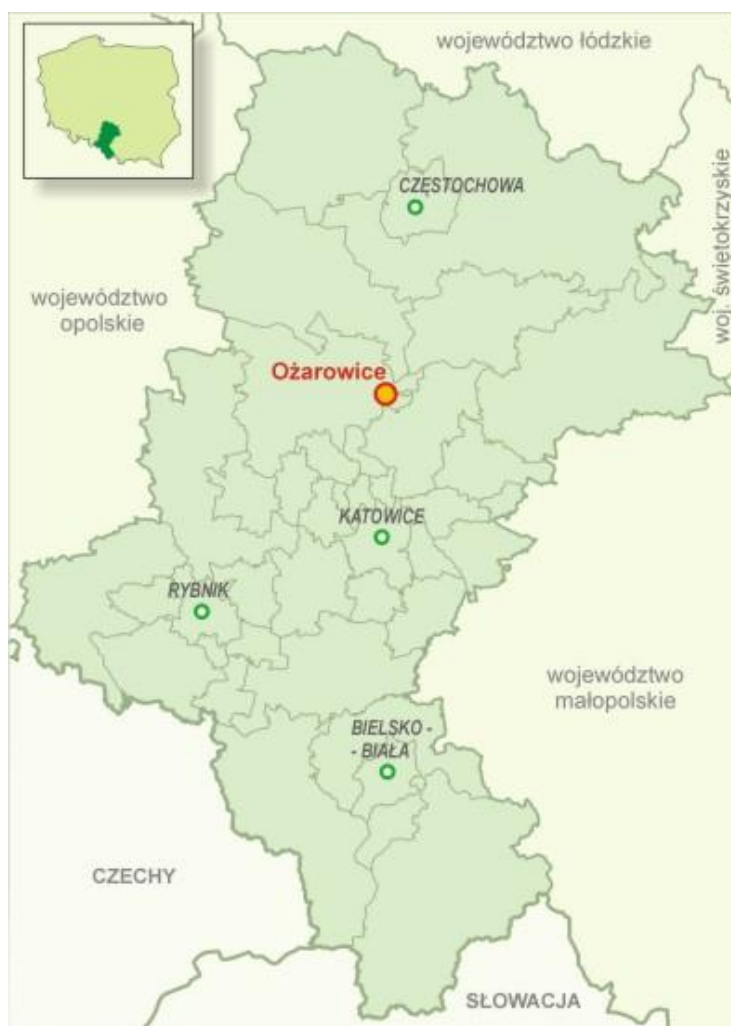 województwo łódzkie
CZĘSTOCHOWA
woj. świętokrzyskie
województwo
opolskie
Ożarowice
KATOWICE
RYBNIK
województwo
małopolskie
BIELSKO -
- BIAŁA
CZECHY
SŁOWACJA